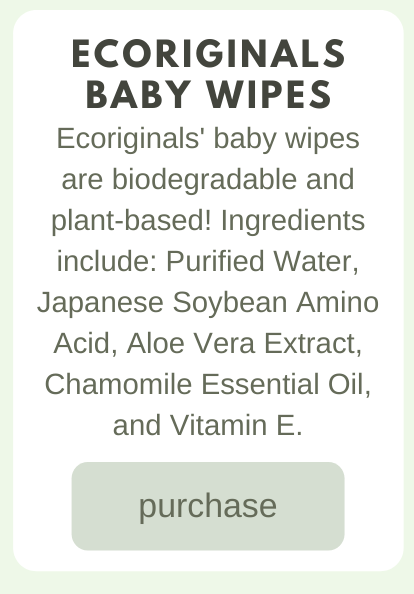 ECORIGINALS
BABY WIPES
Ecoriginals' baby wipes
are biodegradable and
plant-based! Ingredients
include: Purified Water,
Japanese Soybean Amino
Acid, Aloe Vera Extract,
Chamomile Essential Oil,
and Vitamin E.
purchase